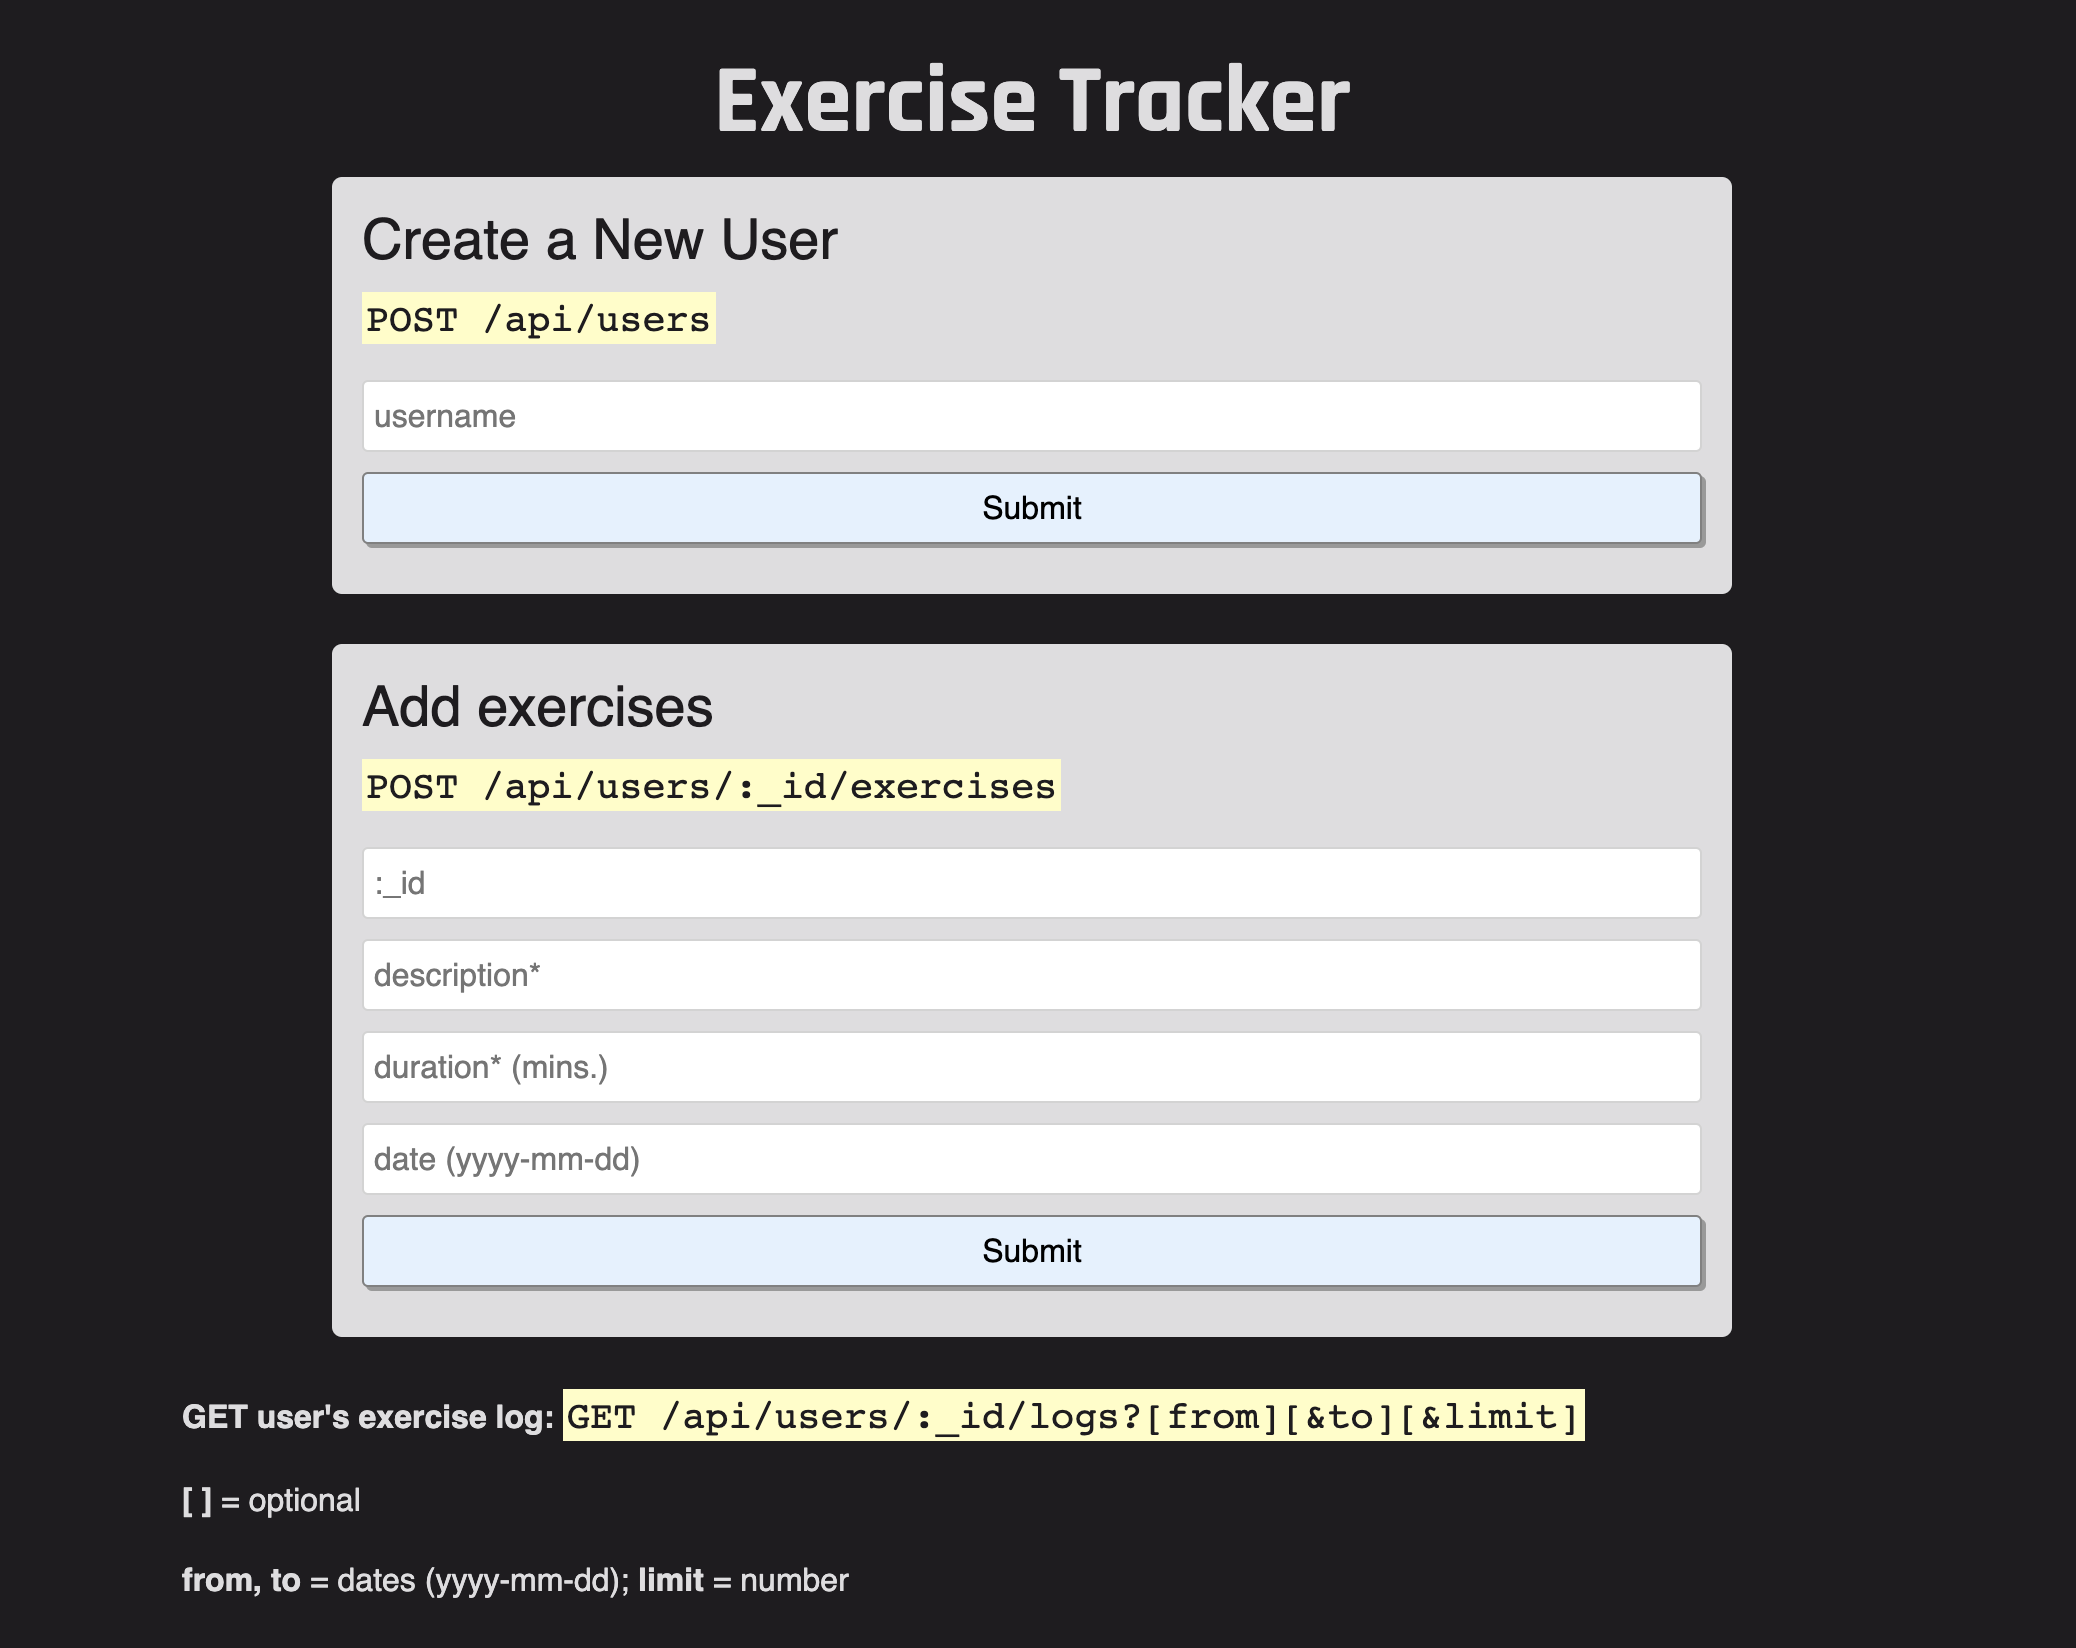 Exercise Tracker
Create a New User
POST /api/users
username
Submit
Add exercises
POST /api/users/:_id/exercises
:_id
description*
duration* (mins.)
date (yyyy-mm-dd)
Submit
GET user's exercise log: GET /api/users/:_id/logs?[from][&to][&limit]
[ ] = optional
from, to = dates (yyyy-mm-dd); limit = number